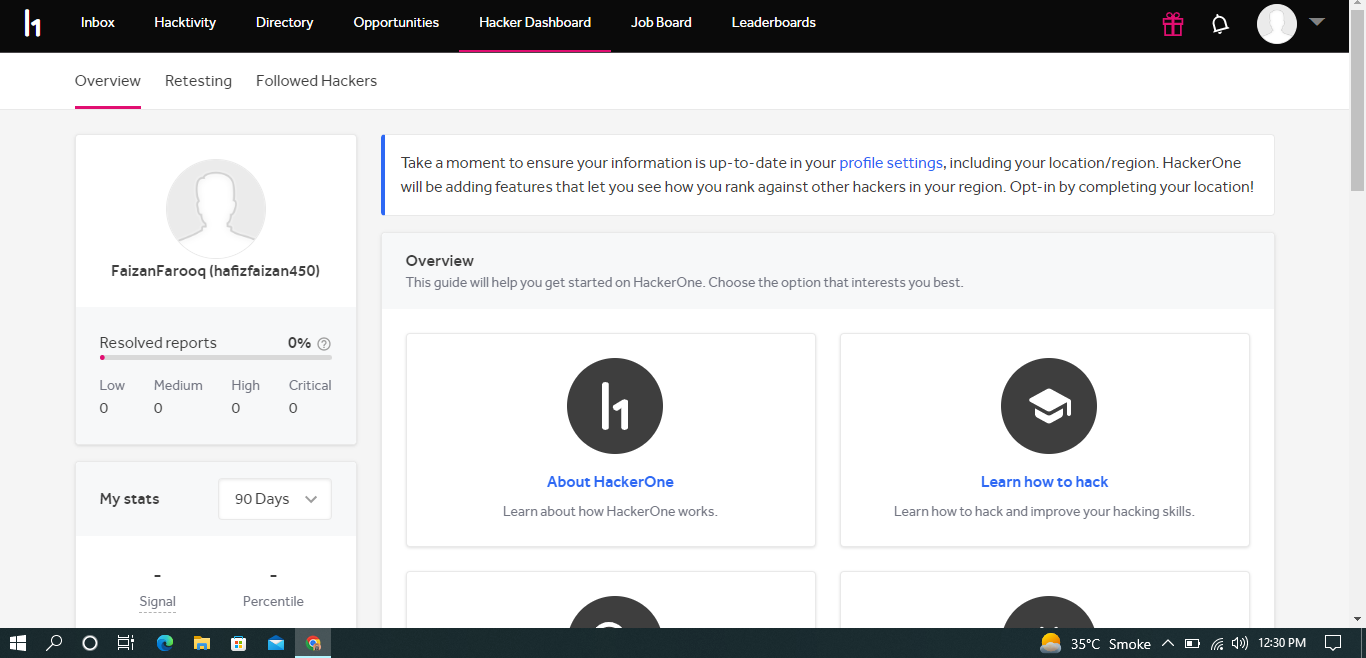 Inbox Hacktivity Directory Opportunities Hacker Dashboard Job Board Leaderboards
Overview Retesting Followed Hackers
FaizanFarooq (hafizfaizan450)
Resolved reports 0%
Low Medium High Critical
0 0 0 0
My stats 90 Days
- -
Signal Percentile
Take a moment to ensure your information is up-to-date in your profile settings, including your location/region. HackerOne
will be adding features that let you see how you rank against other hackers in your region. Opt-in by completing your location!
Overview
This guide will help you get started on HackerOne. Choose the option that interests you best.
About HackerOne
Learn about how HackerOne works.
Learn how to hack
Learn how to hack and improve your hacking skills.
35°C Smoke 12:30 PM